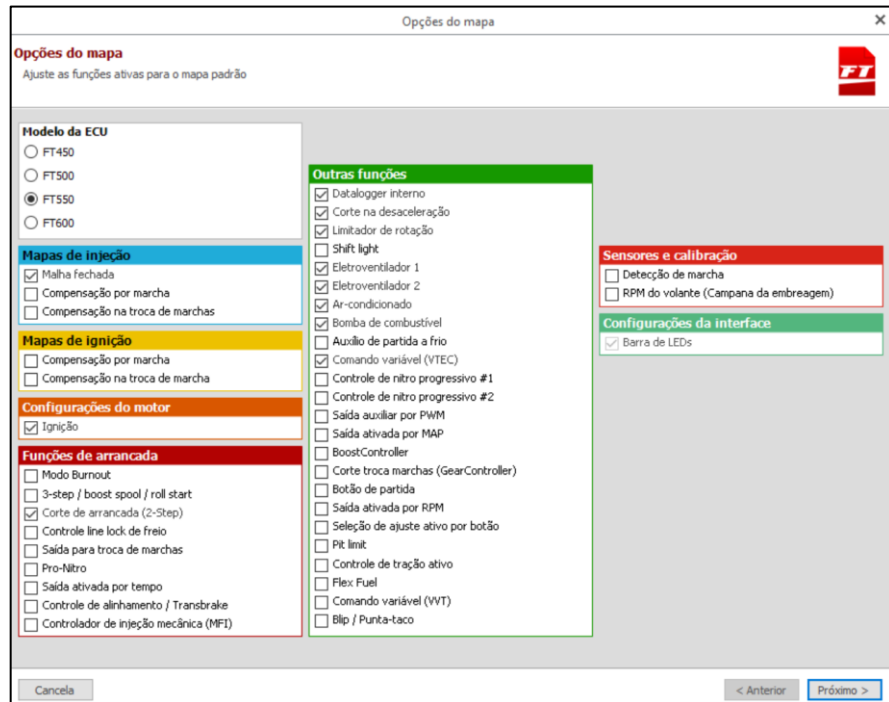 Opções do mapa
Opções do mapa
Ajuste as funções ativas para o mapa padrão
FT
Modelo da ECU
FT450
FT500
FT550
FT600
Mapas de injeção
Malha fechada
Compensação por marcha
Compensação na troca de marchas
Mapas de ignição
Compensação por marcha
Compensação na troca de marcha
Configurações do motor
Ignição
Funções de arrancada
Modo Burnout
3-step / boost spool / roll start
Corte de arrancada (2-Step)
Controle line lock de freio
Saída para troca de marchas
Pro-Nitro
Saída ativada por tempo
Controle de alinhamento / Transbrake
Controlador de injeção mecânica (MFI)
Outras funções
Datalogger interno
Corte na desaceleração
Limitador de rotação
Shift light
Eletroventilador 1
Eletroventilador 2
Ar-condicionado
Bomba de combustível
Auxílio de partida a frio
Comando variável (VTEC)
Controle de nitro progressivo #1
Controle de nitro progressivo #2
Saída auxiliar por PWM
Saída ativada por MAP
BoostController
Corte troca marchas (GearController)
Botão de partida
Saída ativada por RPM
Seleção de ajuste ativo por botão
Pit limit
Controle de tração ativo
Flex Fuel
Comando variável (VVT)
Blip / Punta-taco
Sensores e calibração
Detecção de marcha
RPM do volante (Campana da embreagem)
Configurações da interface
Barra de LEDs
Cancela
< Anterior
Próximo >